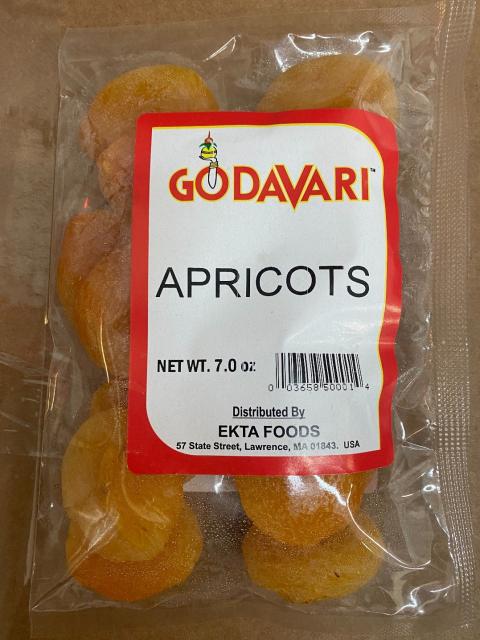 GODAVARI™
APRICOTS
NET WT. 7.0 oz
0 03658 50001 4
Distributed By
EKTA FOODS
57 State Street, Lawrence, MA 01843. USA